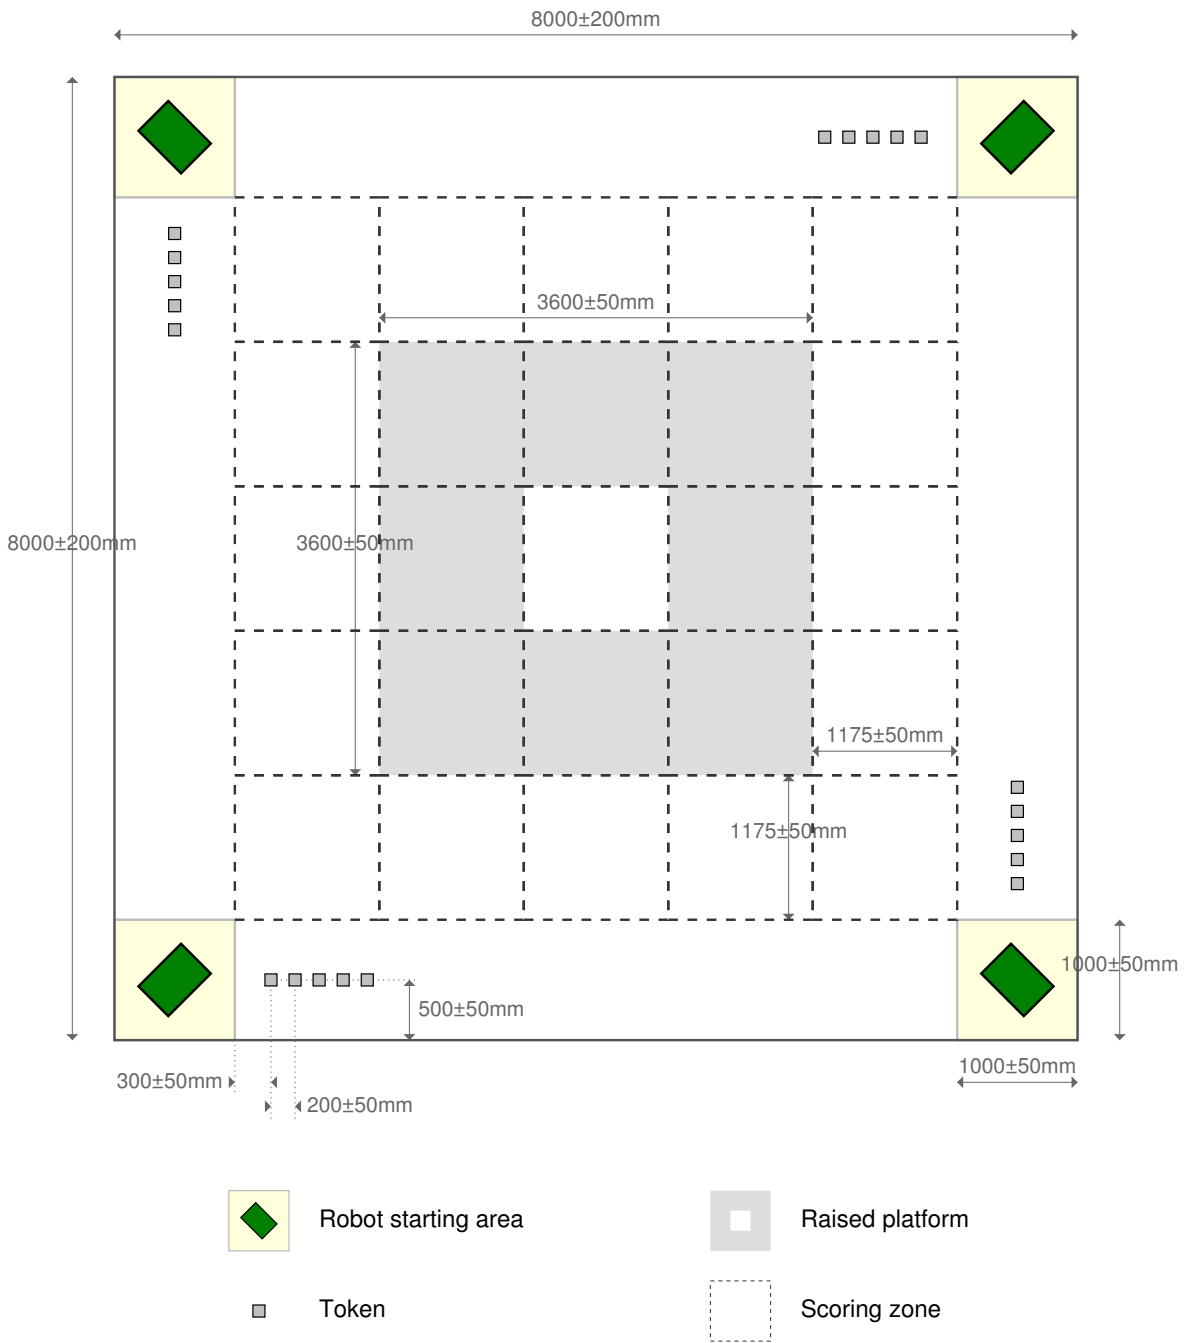 8000±200mm
3600±50mm
8000±200mm
3600±50mm
1175±50mm
1175±50mm
1000±50mm
500±50mm
1000±50mm
300±50mm
200±50mm
Robot starting area
Raised platform
Token
Scoring zone